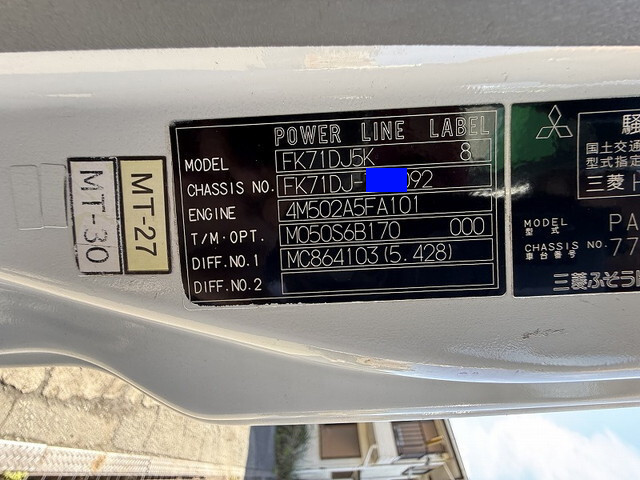 POWER LINE LABEL
MODEL FK71DJ5K 8
CHASSIS NO. FK71DJ- 092
ENGINE 4M502A5FA101
T/M·OPT. M050S6B170 000
DIFF.NO.1 MC864103(5.428)
DIFF.NO.2
MT-27
MT-30
国土交通
型式指定
三菱 H
MODEL PA
型式
CHASSIS NO. 77
車台番号
三菱ふそう